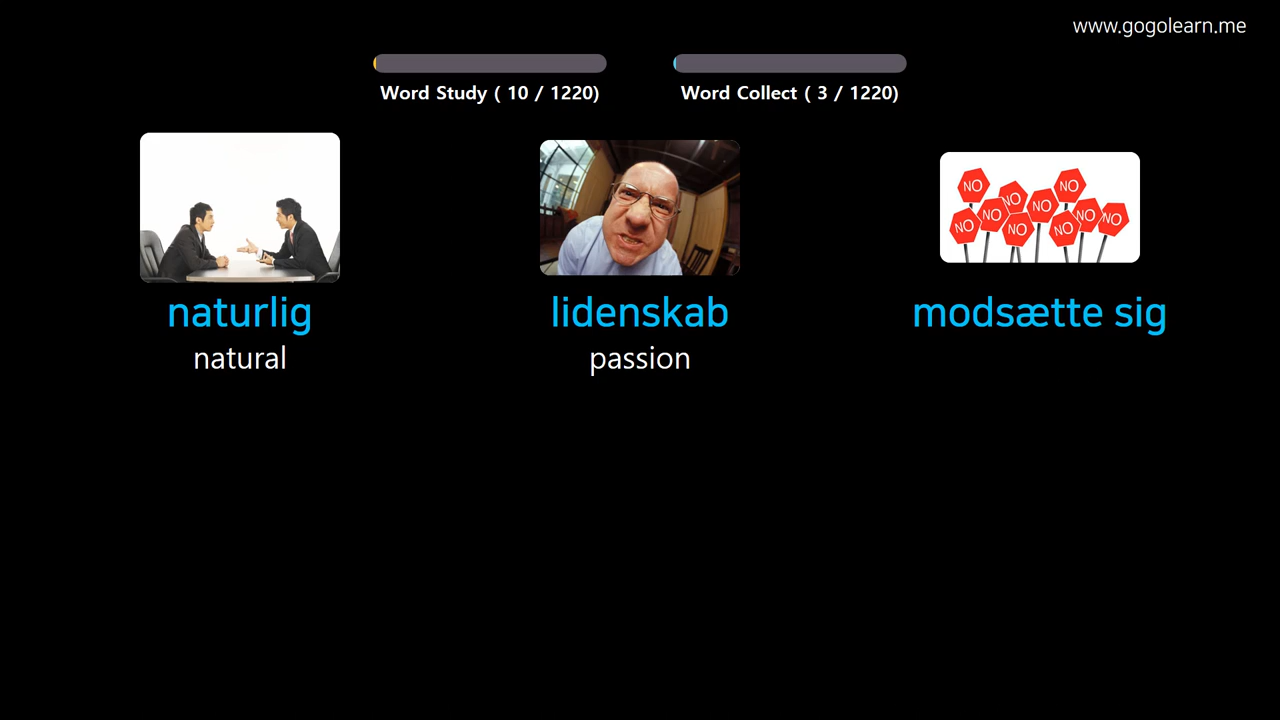 www.gogolearn.me
Word Study ( 10 / 1220)
Word Collect ( 3 / 1220)
NO NO NO NO NO NO NO NO NO NO
naturlig
lidenskab
modsætte sig
natural
passion